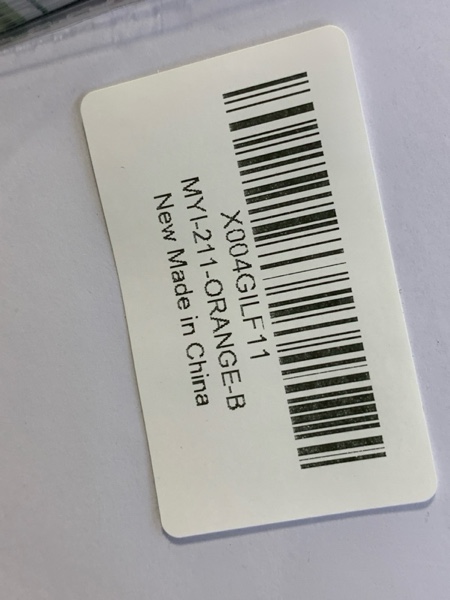 X004GILF11
MYI-211-ORANGE-B
New Made in China